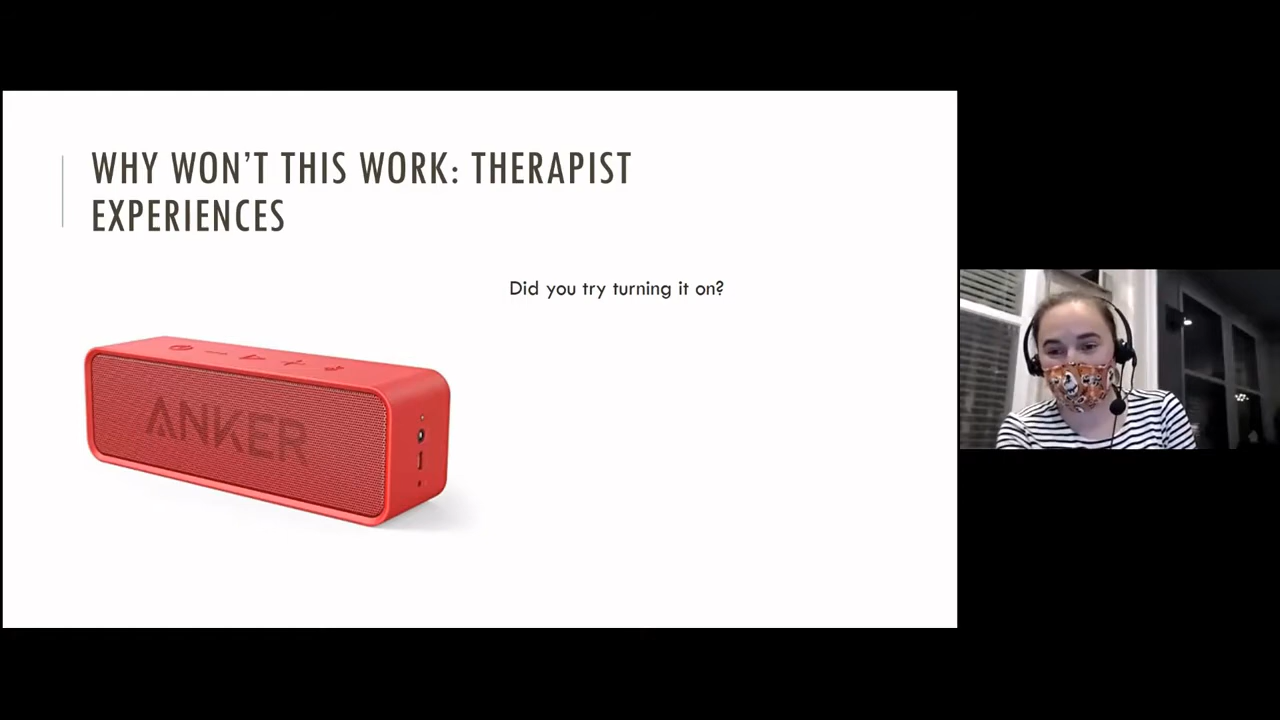 WHY WON'T THIS WORK: THERAPIST
EXPERIENCES
Did you try turning it on?
ANKER